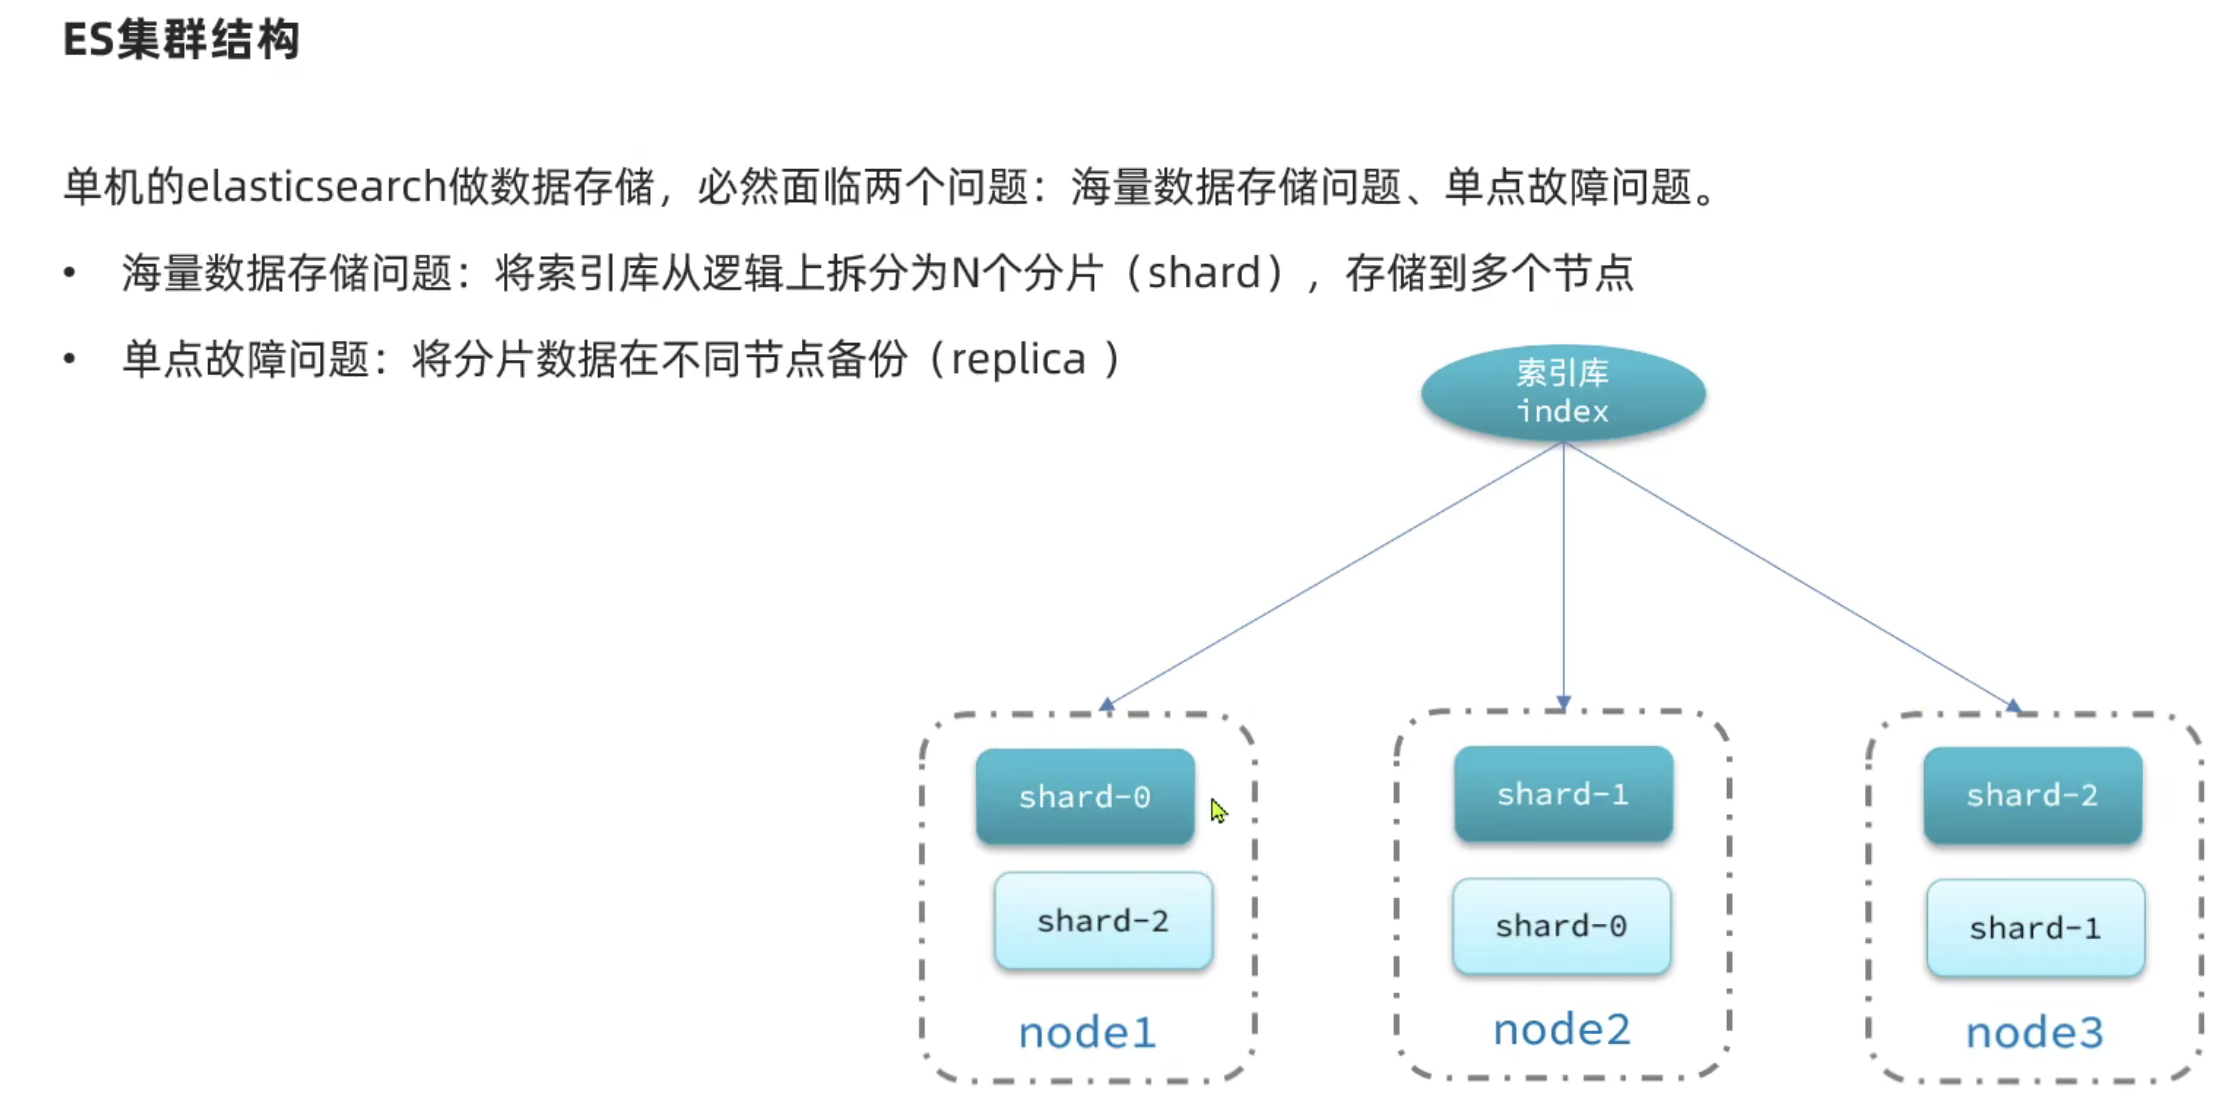 ES集群结构
单机的elasticsearch做数据存储，必然面临两个问题：海量数据存储问题、单点故障问题。
• 海量数据存储问题：将索引库从逻辑上拆分为N个分片（shard），存储到多个节点
• 单点故障问题：将分片数据在不同节点备份（replica ）
索引库
index
shard-0
shard-2
node1
shard-1
shard-0
node2
shard-2
shard-1
node3